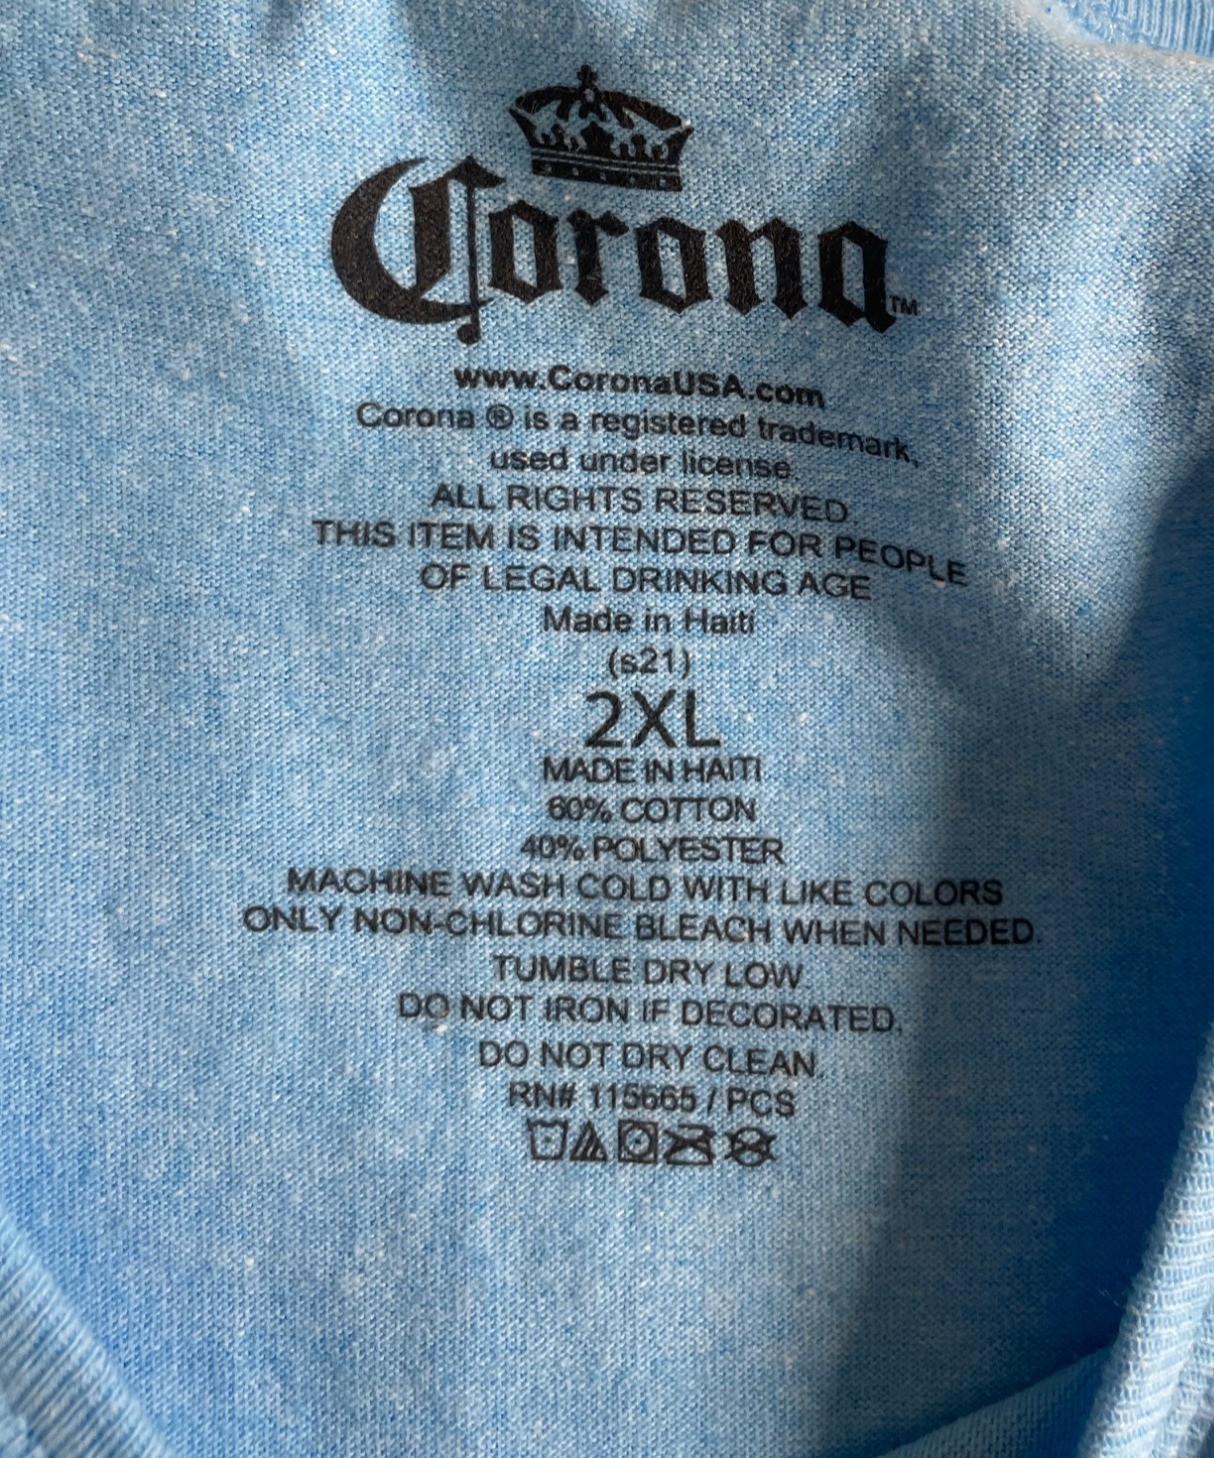 Corona™
www.CoronaUSA.com
Corona ® is a registered trademark,
used under license.
ALL RIGHTS RESERVED
THIS ITEM IS INTENDED FOR PEOPLE
OF LEGAL DRINKING AGE
Made in Haiti
(s21)
2XL
MADE IN HAITI
60% COTTON
40% POLYESTER
MACHINE WASH COLD WITH LIKE COLORS
ONLY NON-CHLORINE BLEACH WHEN NEEDED.
TUMBLE DRY LOW.
DO NOT IRON IF DECORATED.
DO NOT DRY CLEAN.
RN# 115665 / PCS